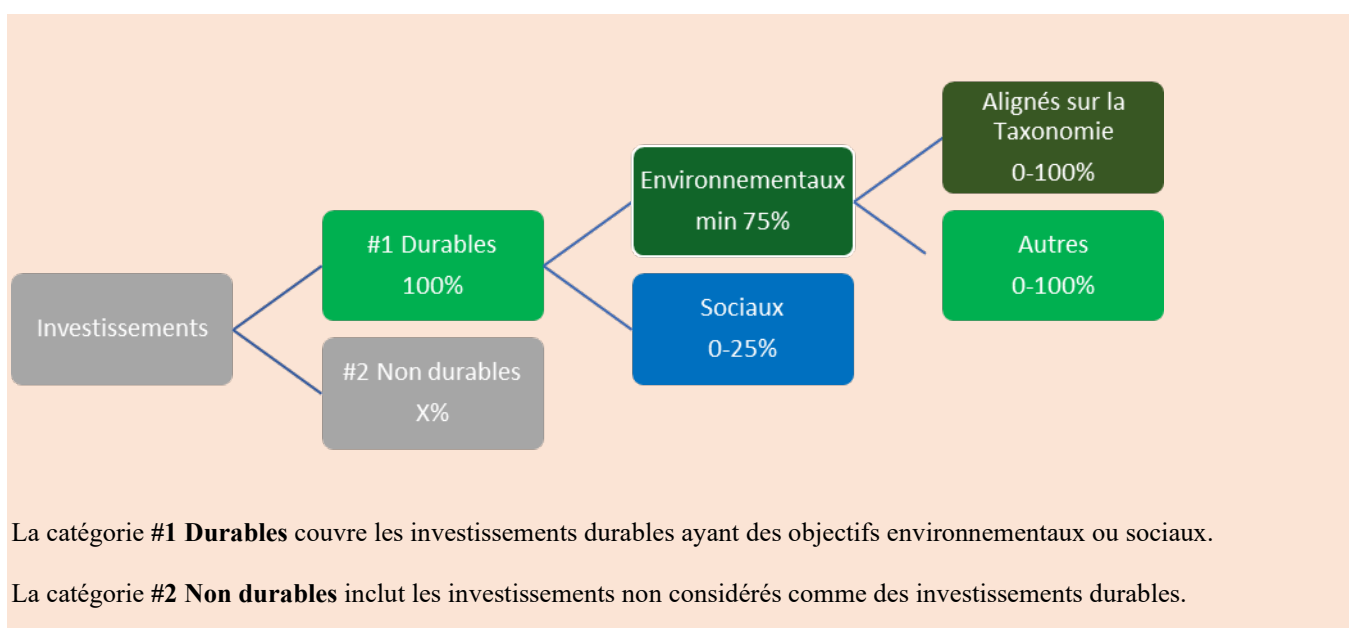 Investissements
#1 Durables
100%
#2 Non durables
X%
Environnementaux
min 75%
Sociaux
0-25%
Alignés sur la
Taxonomie
0-100%
Autres
0-100%
La catégorie #1 Durables couvre les investissements durables ayant des objectifs environnementaux ou sociaux.
La catégorie #2 Non durables inclut les investissements non considérés comme des investissements durables.